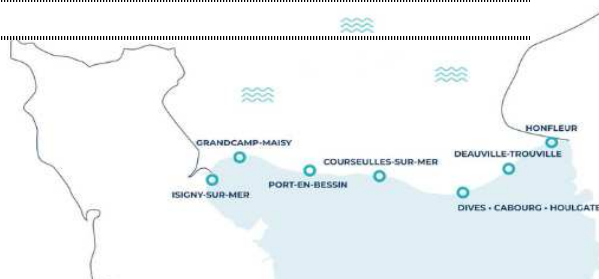 HONFLEUR
GRANDCAMP-MAISY
DEAUVILLE-TROUVILLE
COURSEULLES-SUR-MER
PORT-EN-BESSIN
ISIGNY-SUR-MER
DIVES • CABOURG • HOULGATE